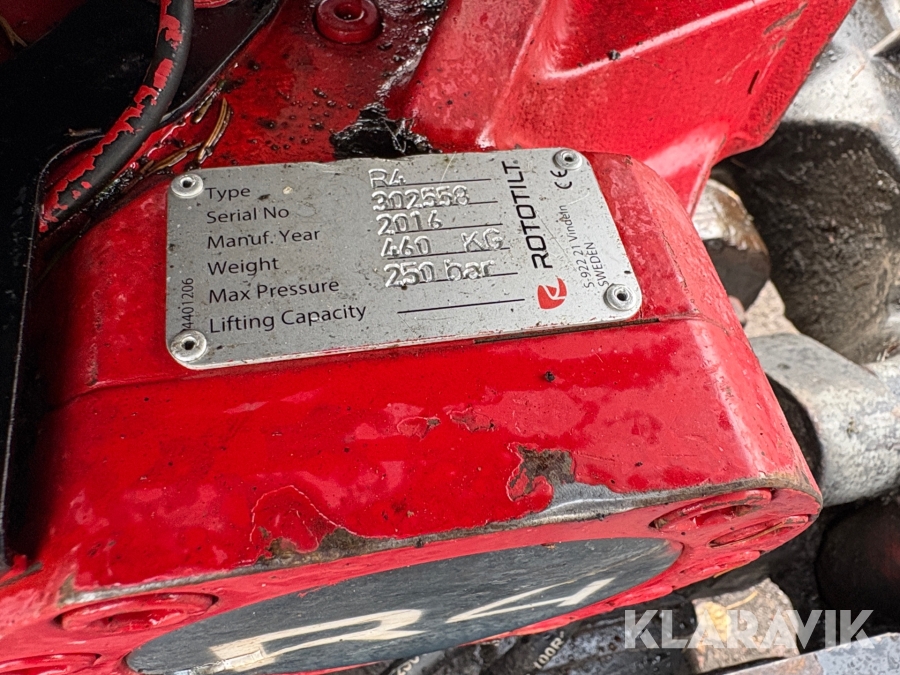 Type R4
Serial No 302558
Manuf. Year 2016
Weight 460 KG
Max Pressure 250 bar
Lifting Capacity
4401206
ROTOTILT
CE
S-922 21 Vindeln
SWEDEN
R4
KLARAVIK